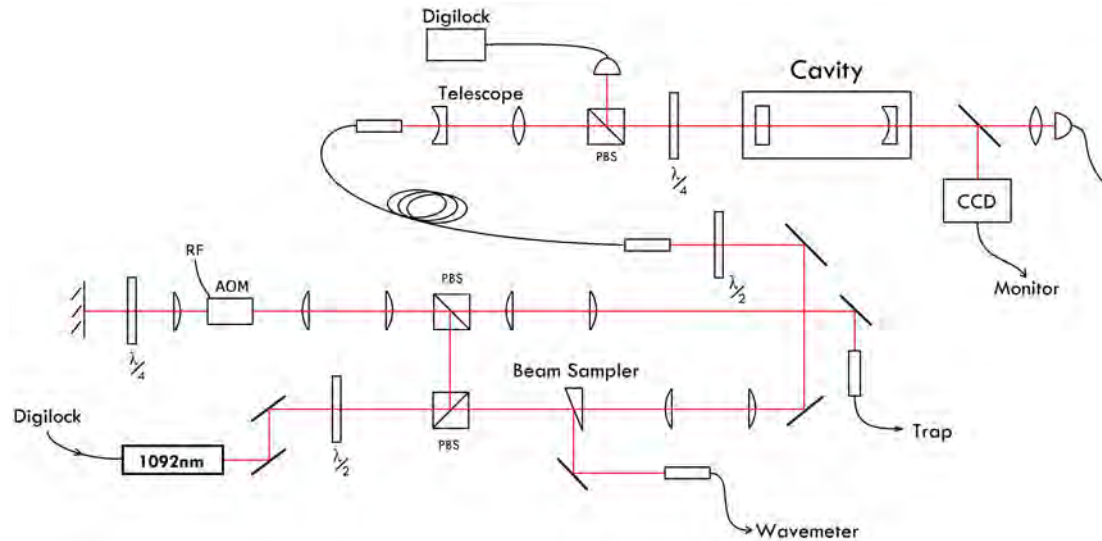 Digilock
Cavity
Telescope
PBS
λ/4
CCD
RF
AOM
PBS
λ/2
Monitor
λ/4
Beam Sampler
Digilock
1092nm
λ/2
PBS
Trap
Wavemeter